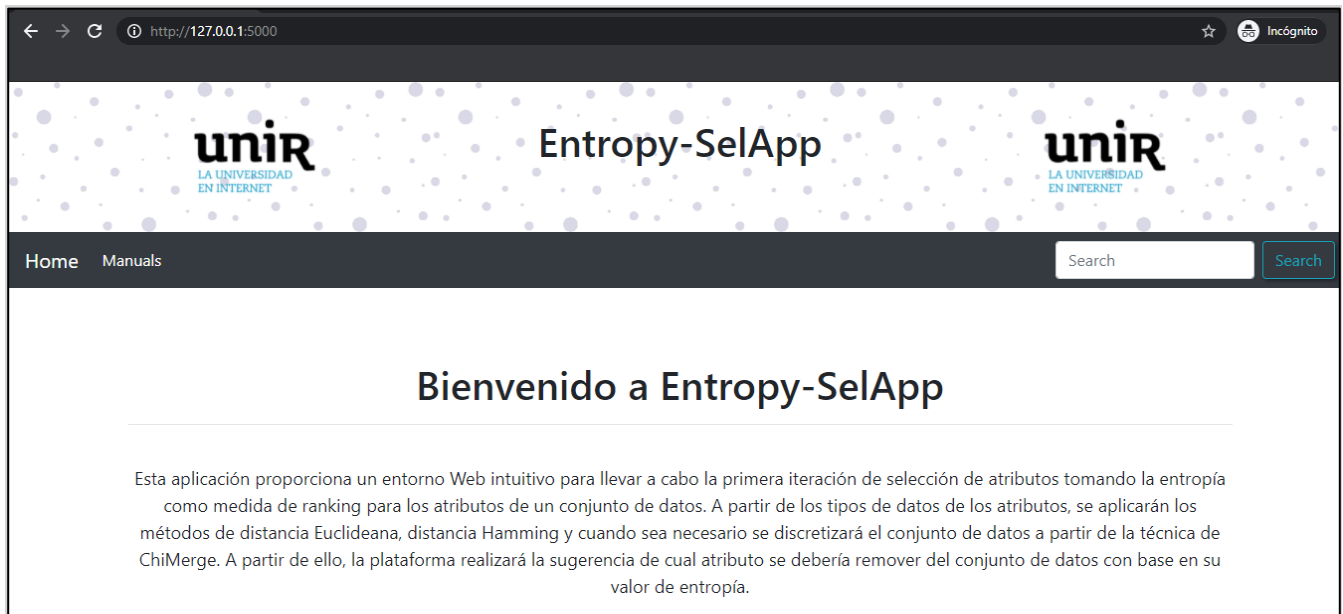 http://127.0.0.1:5000
Incógnito
unir
LA UNIVERSIDAD
EN INTERNET
Entropy-SelApp
unir
LA UNIVERSIDAD
EN INTERNET
Home Manuals Search Search
Bienvenido a Entropy-SelApp
Esta aplicación proporciona un entorno Web intuitivo para llevar a cabo la primera iteración de selección de atributos tomando la entropía
como medida de ranking para los atributos de un conjunto de datos. A partir de los tipos de datos de los atributos, se aplicarán los
métodos de distancia Euclideana, distancia Hamming y cuando sea necesario se discretizará el conjunto de datos a partir de la técnica de
ChiMerge. A partir de ello, la plataforma realizará la sugerencia de cual atributo se debería remover del conjunto de datos con base en su
valor de entropía.